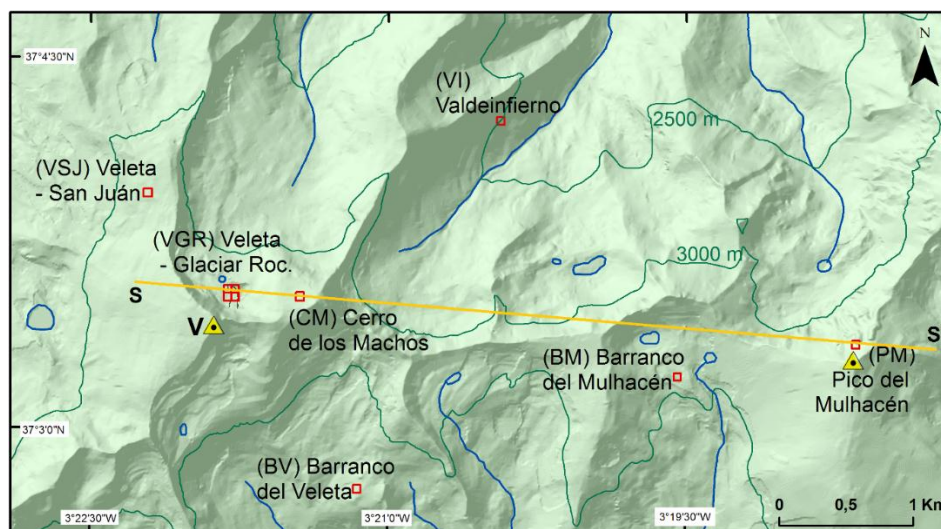 37°4'30"N
N
(VI)
Valdeinfierno
2500 m
(VSJ) Veleta
- San Juán
(VGR) Veleta
- Glaciar Roc.
3000 m
S
S
V
(CM) Cerro
de los Machos
(BM) Barranco
del Mulhacén
(PM)
Pico del
Mulhacén
37°3'0"N
(BV) Barranco
del Veleta
3°22'30"W
3°21'0"W
3°19'30"W
0 0,5 1 Km